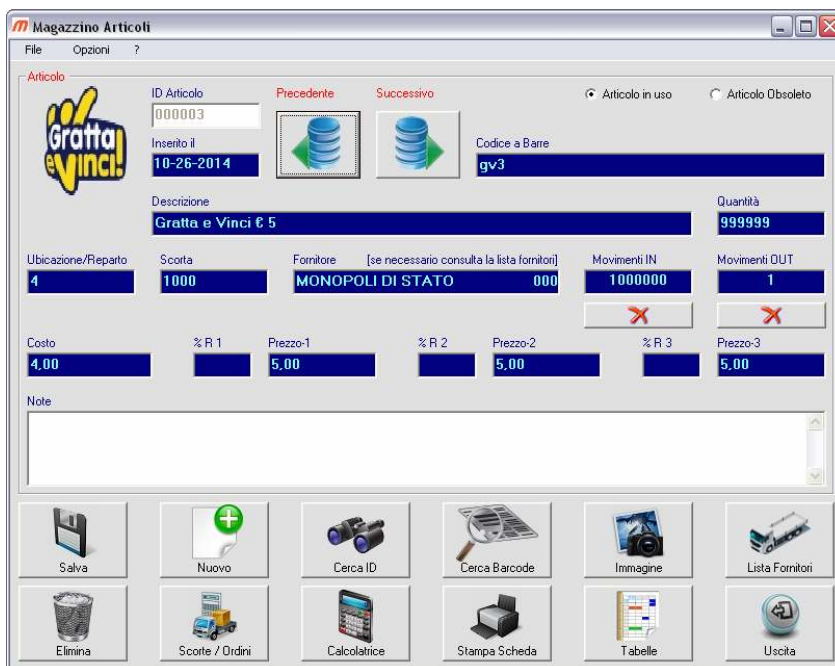 Magazzino Articoli
File Opzioni ?
Articolo
Gratta e Vinci!
ID Articolo Precedente Successivo Articolo in uso Articolo Obsoleto
000003
Inserito il Codice a Barre
10-26-2014 gv3
Descrizione Quantità
Gratta e Vinci € 5 999999
Ubicazione/Reparto Scorta Fornitore [se necessario consulta la lista fornitori] Movimenti IN Movimenti OUT
4 1000 MONOPOLI DI STATO 000 1000000 1
Costo % R 1 Prezzo-1 % R 2 Prezzo-2 % R 3 Prezzo-3
4,00 5,00 5,00 5,00
Note
Salva Nuovo Cerca ID Cerca Barcode Immagine Lista Fornitori
Elimina Scorte / Ordini Calcolatrice Stampa Scheda Tabelle Uscita